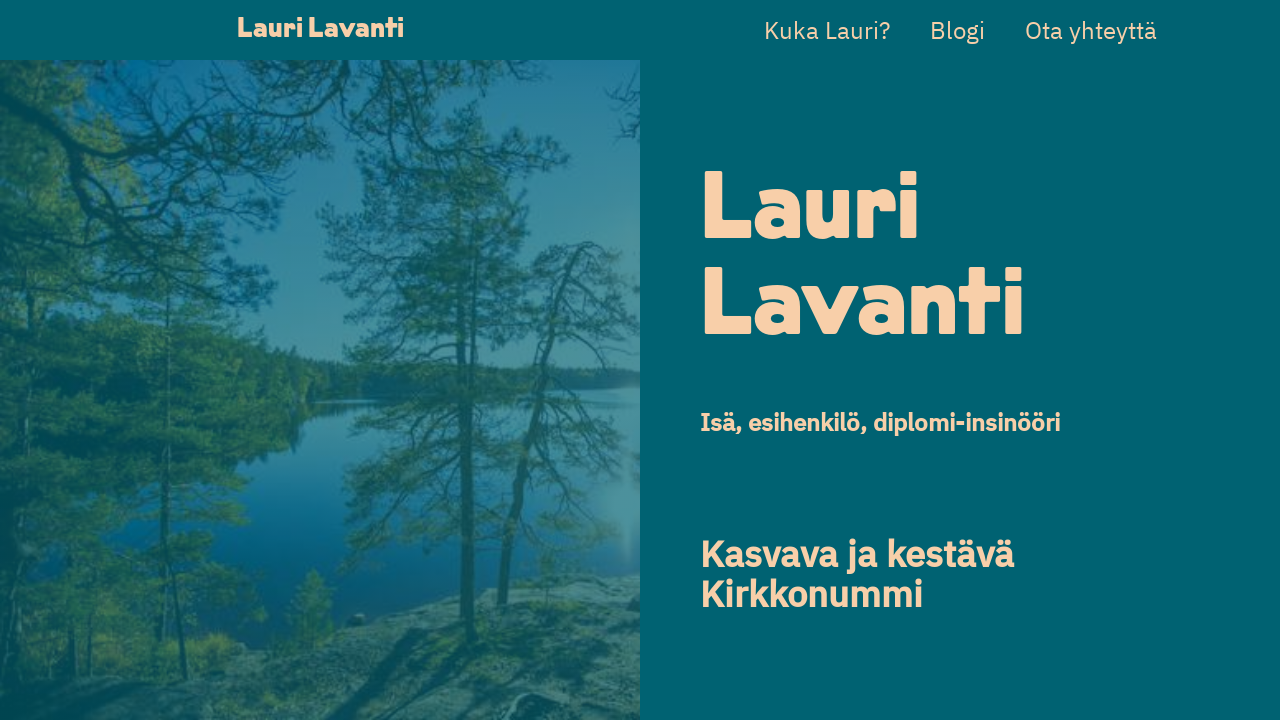 Lauri Lavanti
Kuka Lauri?
Blogi
Ota yhteyttä
Lauri
Lavanti
Isä, esihenkilö, diplomi-insinööri
Kasvava ja kestävä
Kirkkonummi